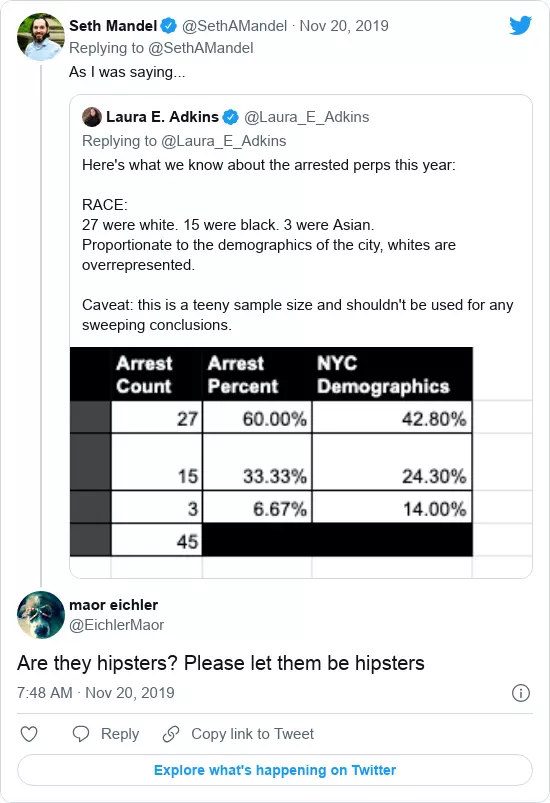 Seth Mandel @SethAMandel · Nov 20, 2019
Replying to @SethAMandel
As I was saying...
Laura E. Adkins @Laura_E_Adkins
Replying to @Laura_E_Adkins
Here's what we know about the arrested perps this year:
RACE:
27 were white. 15 were black. 3 were Asian.
Proportionate to the demographics of the city, whites are
overrepresented.
Caveat: this is a teeny sample size and shouldn't be used for any
sweeping conclusions.
Arrest Arrest NYC
Count Percent Demographics
27 60.00% 42.80%
15 33.33% 24.30%
3 6.67% 14.00%
45
maor eichler
@EichlerMaor
Are they hipsters? Please let them be hipsters
7:48 AM · Nov 20, 2019
Reply Copy link to Tweet
Explore what's happening on Twitter